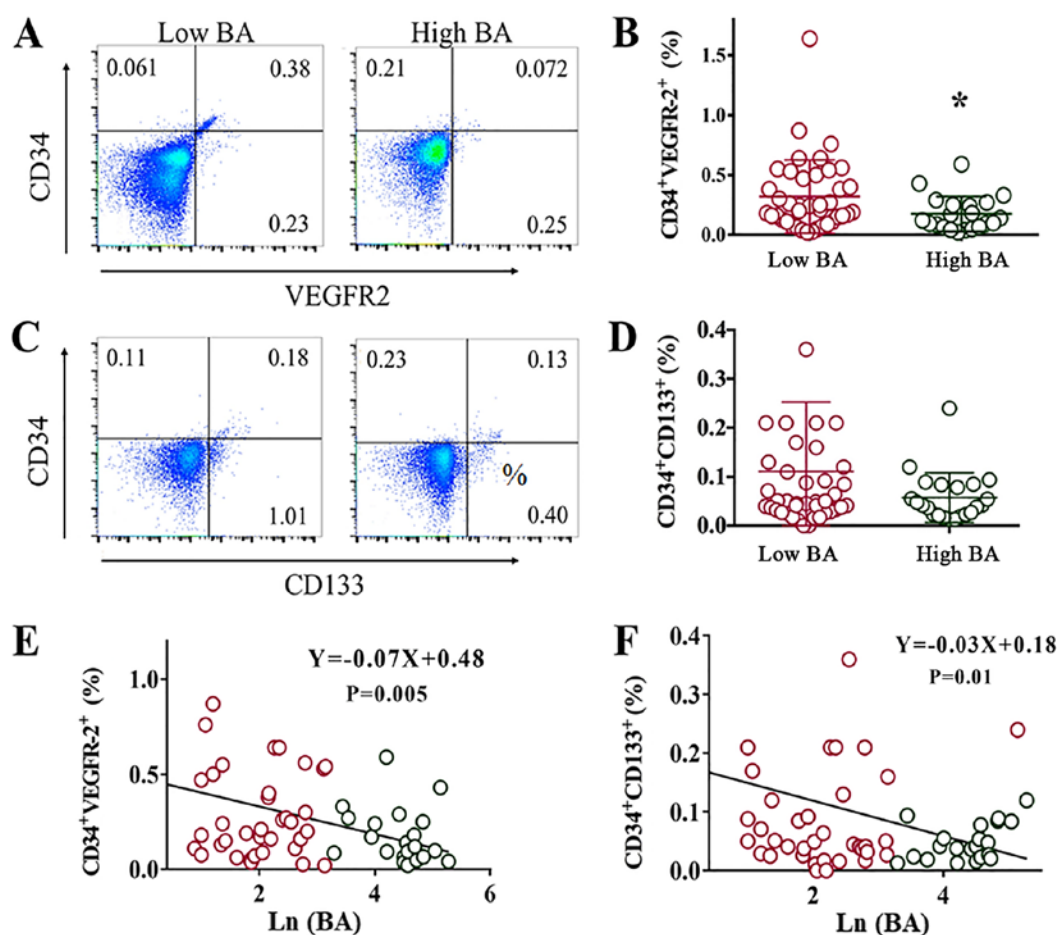 A
Low BA
High BA
0.061
0.38
0.21
0.072
0.23
0.25
CD34
VEGFR2
B
CD34+VEGFR-2+ (%)
1.5
1.0
0.5
0.0
*
Low BA
High BA
C
0.11
0.18
0.23
0.13
%
1.01
0.40
CD34
CD133
D
CD34+CD133+ (%)
0.4
0.3
0.2
0.1
0.0
Low BA
High BA
E
Y=-0.07X+0.48
P=0.005
CD34+VEGFR-2+ (%)
1.0
0.5
0.0
2
4
6
Ln (BA)
F
Y=-0.03X+0.18
P=0.01
CD34+CD133+ (%)
0.4
0.3
0.2
0.1
0.0
2
4
Ln (BA)